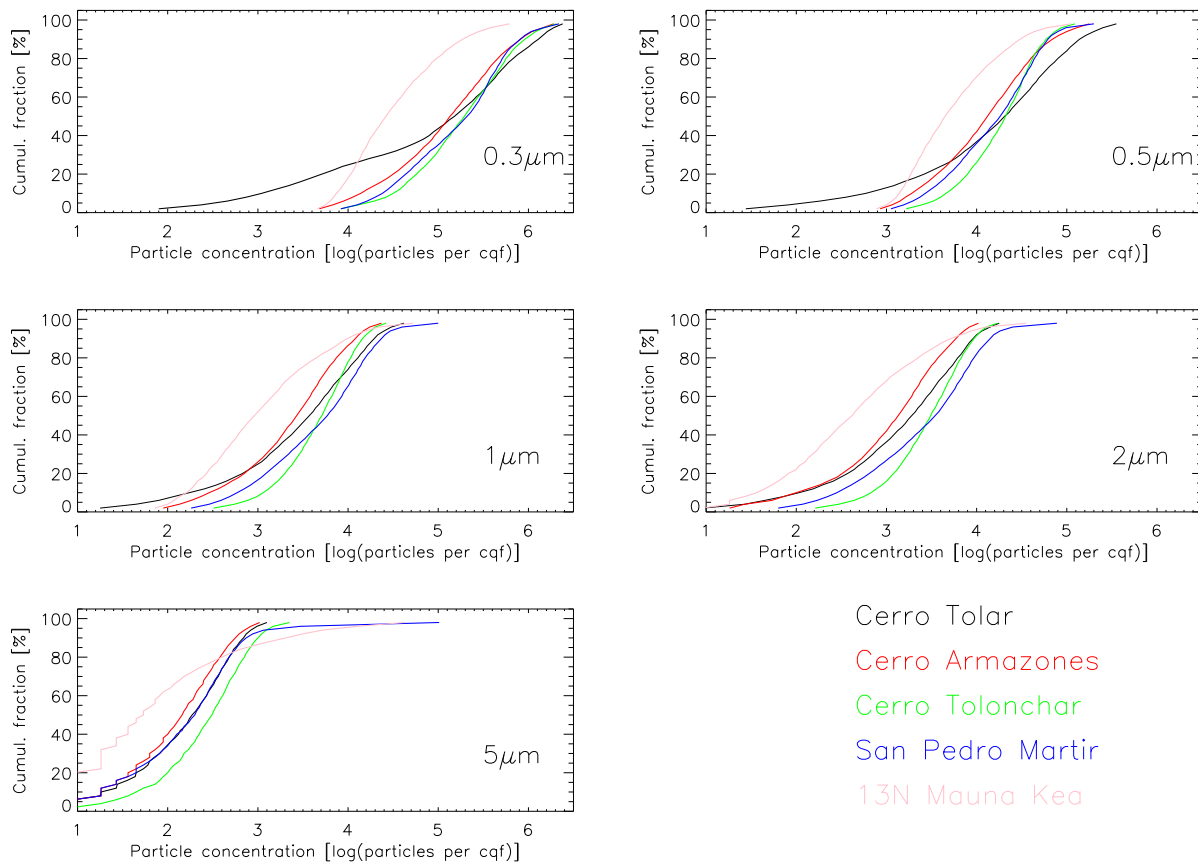 100
80
60
40
20
0
Cumul. fraction [%]
0.3μm
1 2 3 4 5 6
Particle concentration [log(particles per cqf)]
100
80
60
40
20
0
Cumul. fraction [%]
0.5μm
1 2 3 4 5 6
Particle concentration [log(particles per cqf)]
100
80
60
40
20
0
Cumul. fraction [%]
1μm
1 2 3 4 5 6
Particle concentration [log(particles per cqf)]
100
80
60
40
20
0
Cumul. fraction [%]
2μm
1 2 3 4 5 6
Particle concentration [log(particles per cqf)]
100
80
60
40
20
0
Cumul. fraction [%]
5μm
1 2 3 4 5 6
Particle concentration [log(particles per cqf)]
Cerro Tolar
Cerro Armazones
Cerro Tolonchar
San Pedro Martir
13N Mauna Kea